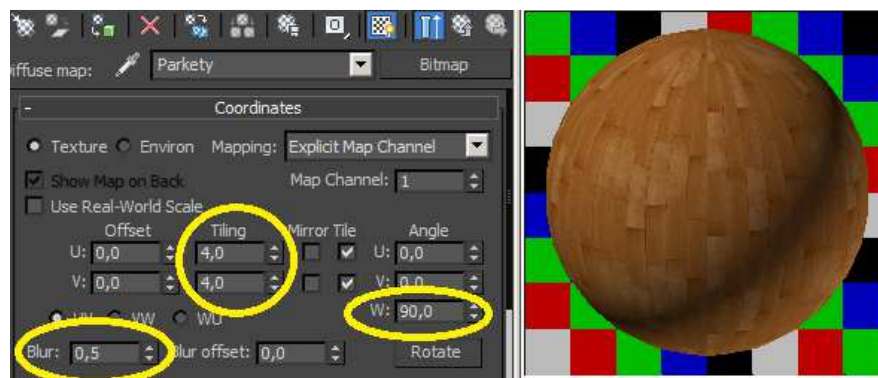 iffuse map: Parkety Bitmap
- Coordinates
Texture Environ Mapping: Explicit Map Channel
Show Map on Back Map Channel: 1
Use Real-World Scale
Offset Tiling Mirror Tile Angle
U: 0,0 4,0 U: 0,0
V: 0,0 4,0 V: 0,0
UV VW WU W: 90,0
Blur: 0,5 Blur offset: 0,0 Rotate